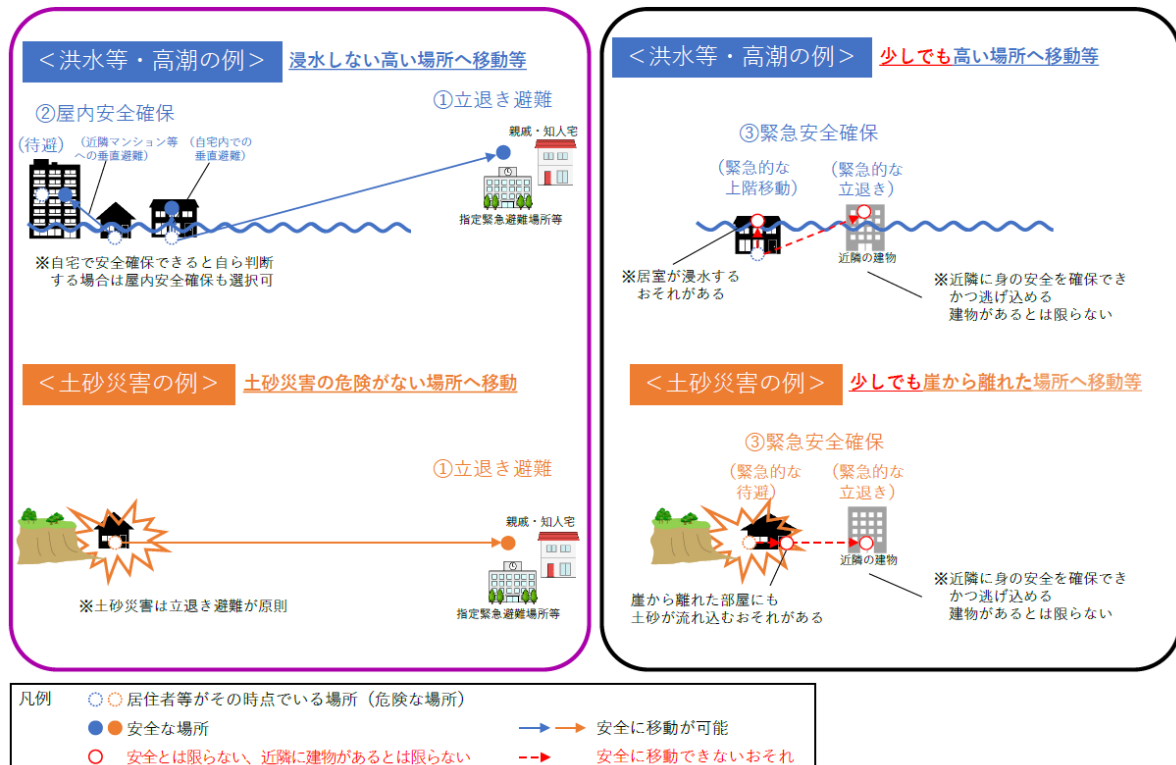 ＜洪水等・高潮の例＞
浸水しない高い場所へ移動等
①立退き避難
②屋内安全確保
(待避)
（近隣マンション等
への垂直避難）
（自宅内での
垂直避難）
親戚・知人宅
指定緊急避難場所等
※自宅で安全確保できると自ら判断
する場合は屋内安全確保も選択可
＜土砂災害の例＞
土砂災害の危険がない場所へ移動
①立退き避難
親戚・知人宅
指定緊急避難場所等
※土砂災害は立退き避難が原則
＜洪水等・高潮の例＞
少しでも高い場所へ移動等
③緊急安全確保
（緊急的な
上階移動）
（緊急的な
立退き）
近隣の建物
※居室が浸水する
おそれがある
※近隣に身の安全を確保でき
かつ逃げ込める
建物があるとは限らない
＜土砂災害の例＞
少しでも崖から離れた場所へ移動等
③緊急安全確保
（緊急的な
待避）
（緊急的な
立退き）
近隣の建物
崖から離れた部屋にも
土砂が流れ込むおそれがある
※近隣に身の安全を確保でき
かつ逃げ込める
建物があるとは限らない
凡例
居住者等がその時点でいる場所（危険な場所）
安全な場所
安全に移動が可能
安全とは限らない、近隣に建物があるとは限らない
安全に移動できないおそれ